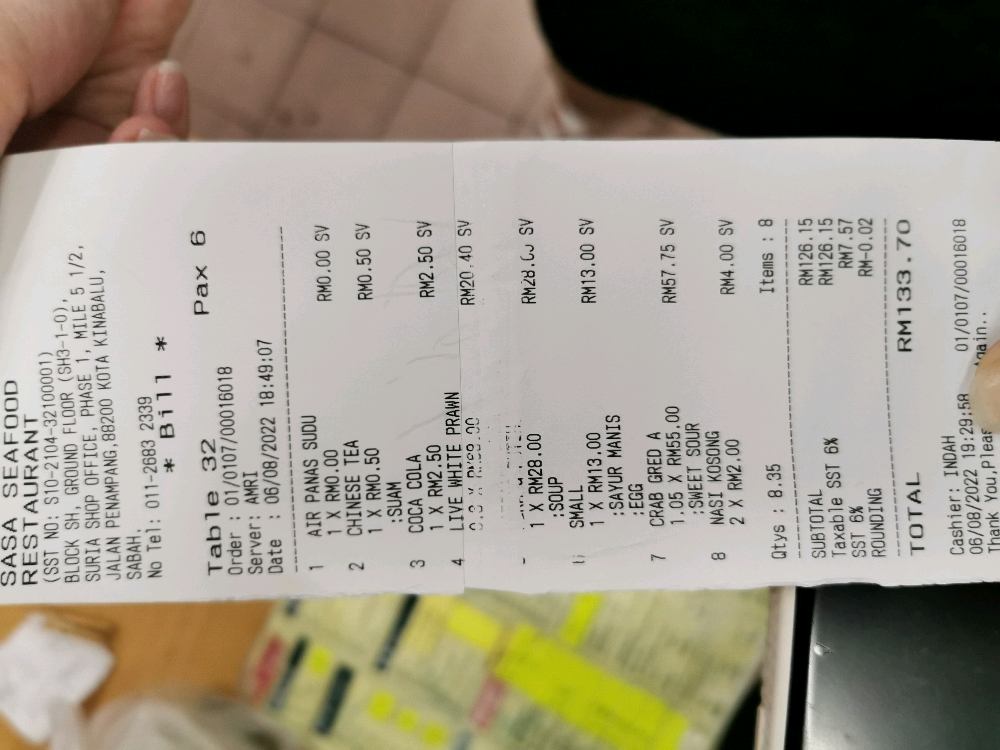 SASA SEAFOOD
RESTAURANT
(SST NO: S10-2104-32100001)
BLOCK SH, GROUND FLOOR (SH3-1-0),
SURIA SHOP OFFICE, PHASE 1, MILE 5 1/2,
JALAN PENAMPANG,88200 KOTA KINABALU,
SABAH.
No Tel: 011-2683 2339
* Bill *
Table 32 Pax 6
Order : 01/0107/00016018
Server: AMRI
Date : 06/08/2022 18:49:07
1 AIR PANAS SUDU
1 X RM0.00 RM0.00 SV
2 CHINESE TEA
1 X RM0.50 RM0.50 SV
:SUAM
3 COCA COLA
1 X RM2.50 RM2.50 SV
4 LIVE WHITE PRAWN
RM20.40 SV
1 X RM28.00 SV
:SOUP
SMALL
1 X RM13.00 RM13.00 SV
:SAYUR MANIS
:EGG
7 CRAB GRED A
1.05 X RM55.00 RM57.75 SV
:SWEET SOUR
8 NASI KOSONG
2 X RM2.00 RM4.00 SV
Qtys : 8.35 Items : 8
SUBTOTAL RM126.15
Taxable SST 6% RM126.15
SST 6% RM7.57
ROUNDING RM-0.02
TOTAL RM133.70
Cashier: INDAH
06/08/2022 19:29:58 01/0107/00016018
Thank You,Pleas Again..